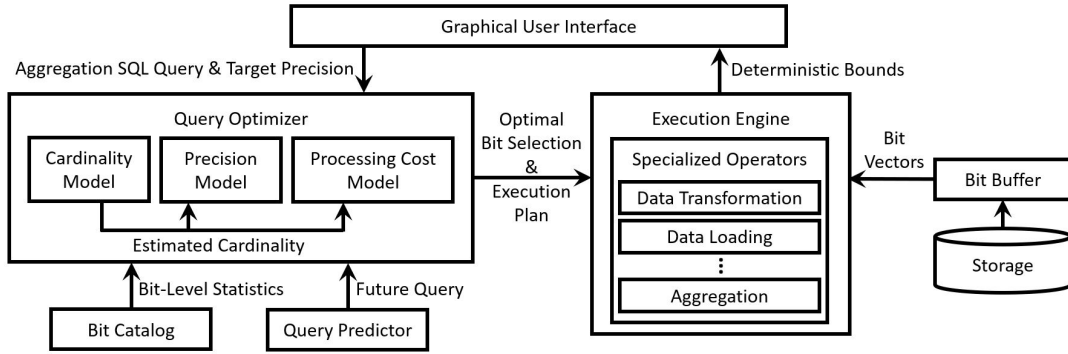 Graphical User Interface
Aggregation SQL Query & Target Precision
Deterministic Bounds
Query Optimizer
Cardinality
Model
Precision
Model
Processing Cost
Model
Estimated Cardinality
Optimal
Bit Selection
&
Execution
Plan
Execution Engine
Specialized Operators
Data Transformation
Data Loading
Aggregation
Bit
Vectors
Bit Buffer
Storage
Bit-Level Statistics
Future Query
Bit Catalog
Query Predictor